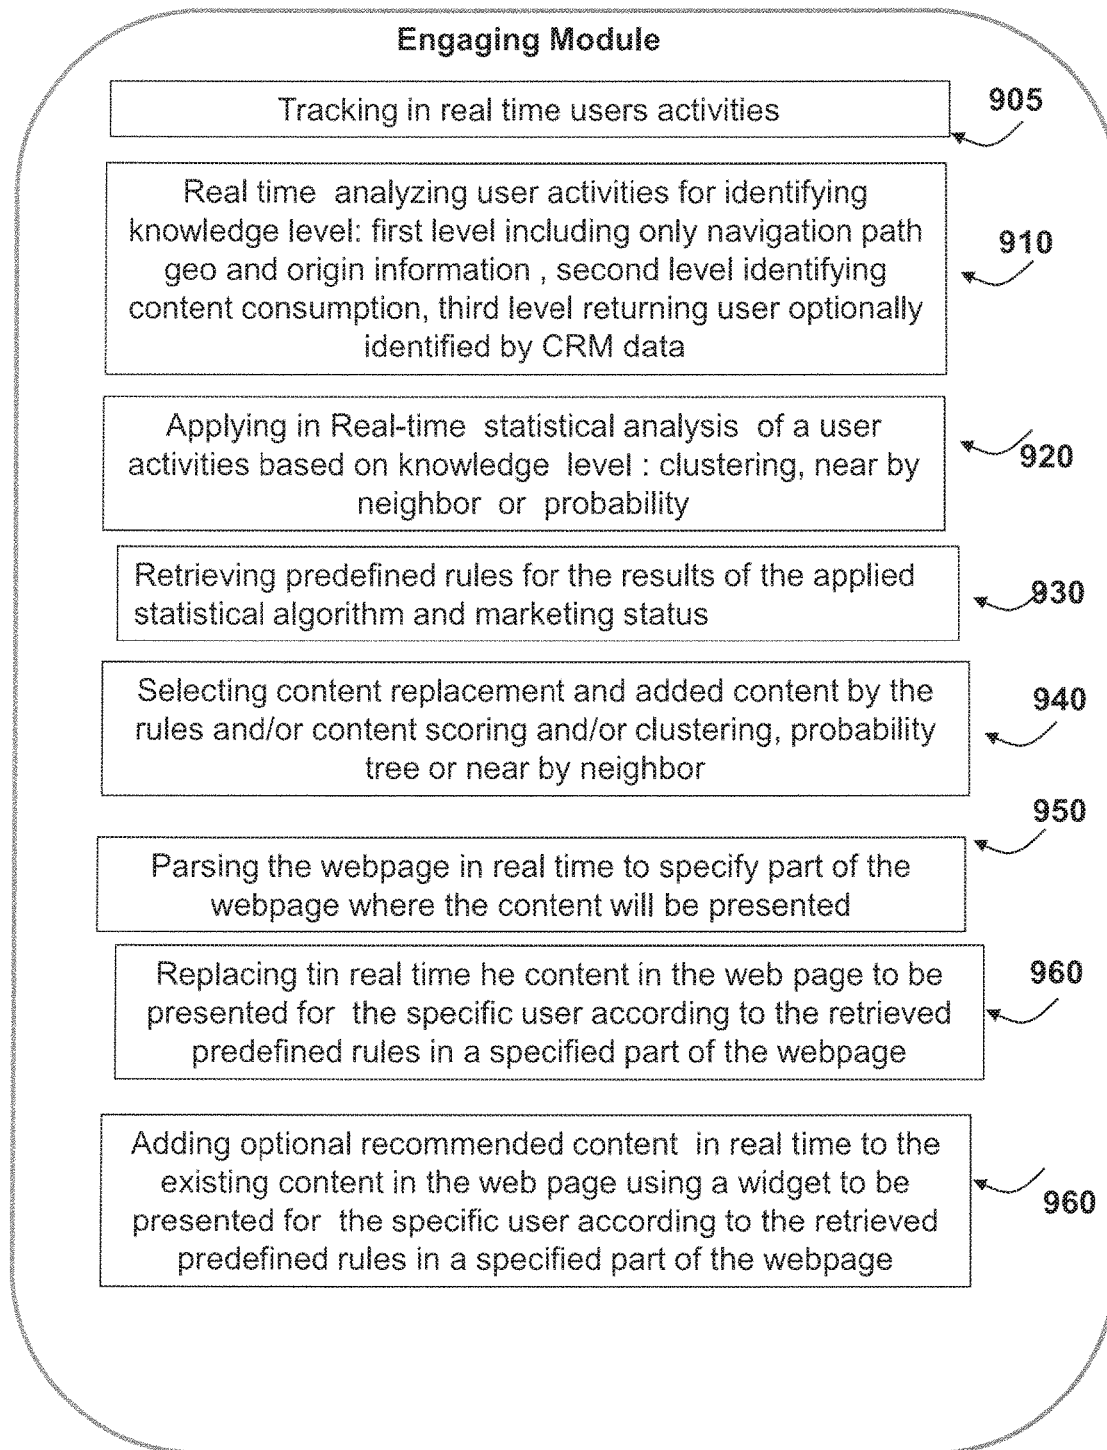 Engaging Module
Tracking in real time users activities
905
Real time analyzing user activities for identifying
knowledge level: first level including only navigation path
geo and origin information , second level identifying
content consumption, third level returning user optionally
identified by CRM data
910
Applying in Real-time statistical analysis of a user
activities based on knowledge level : clustering, near by
neighbor or probability
920
Retrieving predefined rules for the results of the applied
statistical algorithm and marketing status
930
Selecting content replacement and added content by the
rules and/or content scoring and/or clustering, probability
tree or near by neighbor
940
950
Parsing the webpage in real time to specify part of the
webpage where the content will be presented
Replacing tin real time he content in the web page to be
presented for the specific user according to the retrieved
predefined rules in a specified part of the webpage
960
Adding optional recommended content in real time to the
existing content in the web page using a widget to be
presented for the specific user according to the retrieved
predefined rules in a specified part of the webpage
960